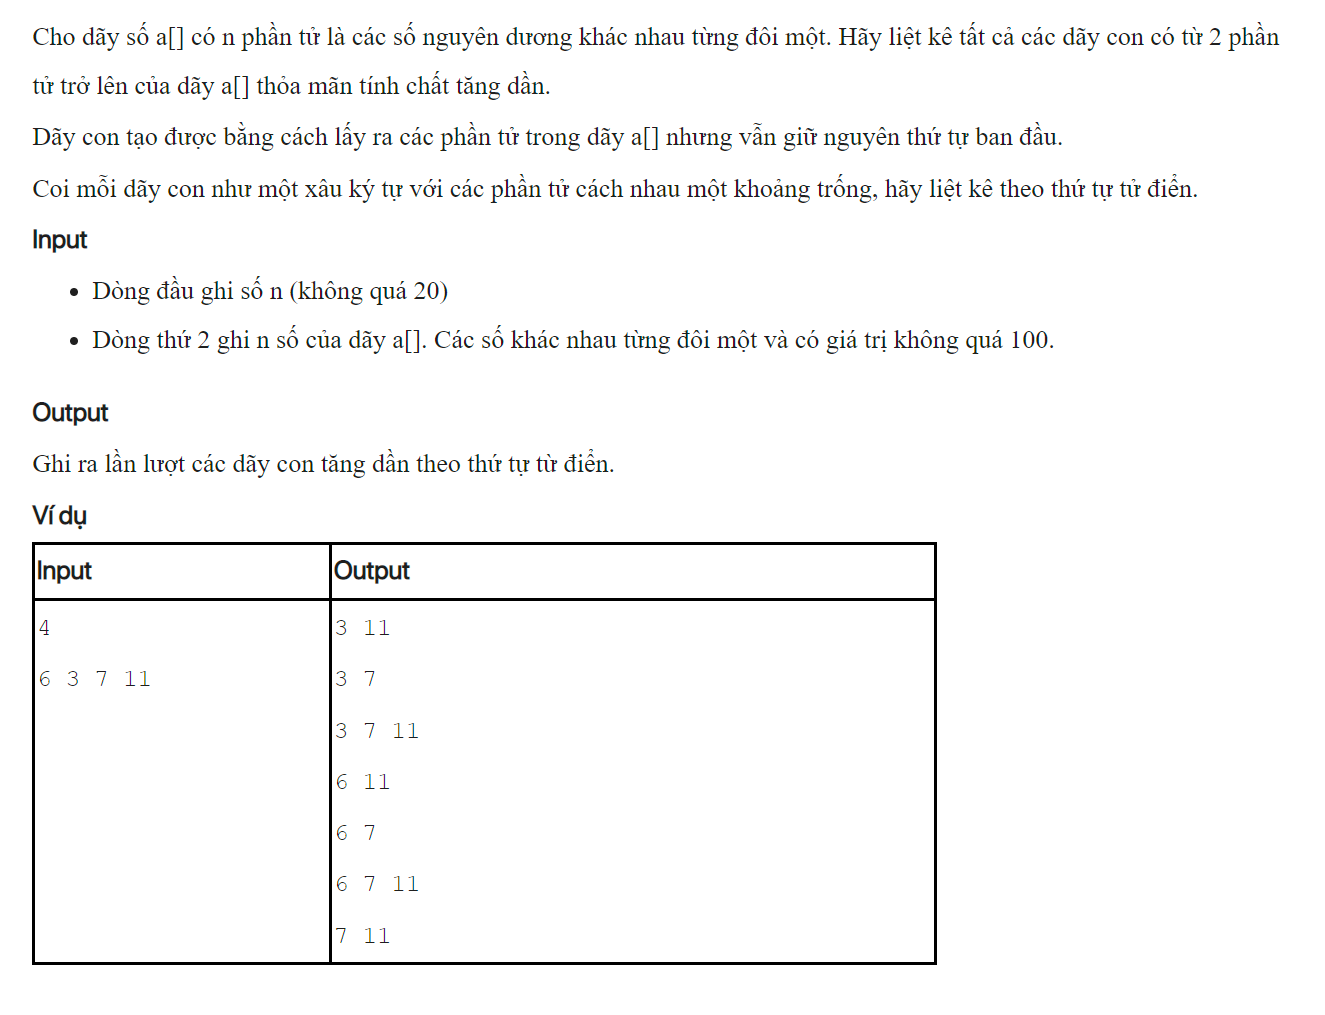 Cho dãy số a[] có n phần tử là các số nguyên dương khác nhau từng đôi một. Hãy liệt kê tất cả các dãy con có từ 2 phần
tử trở lên của dãy a[] thỏa mãn tính chất tăng dần.
Dãy con tạo được bằng cách lấy ra các phần tử trong dãy a[] nhưng vẫn giữ nguyên thứ tự ban đầu.
Coi mỗi dãy con như một xâu ký tự với các phần tử cách nhau một khoảng trống, hãy liệt kê theo thứ tự tử điển.
Input
• Dòng đầu ghi số n (không quá 20)
• Dòng thứ 2 ghi n số của dãy a[]. Các số khác nhau từng đôi một và có giá trị không quá 100.
Output
Ghi ra lần lượt các dãy con tăng dần theo thứ tự từ điển.
Ví dụ
Input Output
4
6 3 7 11
3 11
3 7
3 7 11
6 11
6 7
6 7 11
7 11